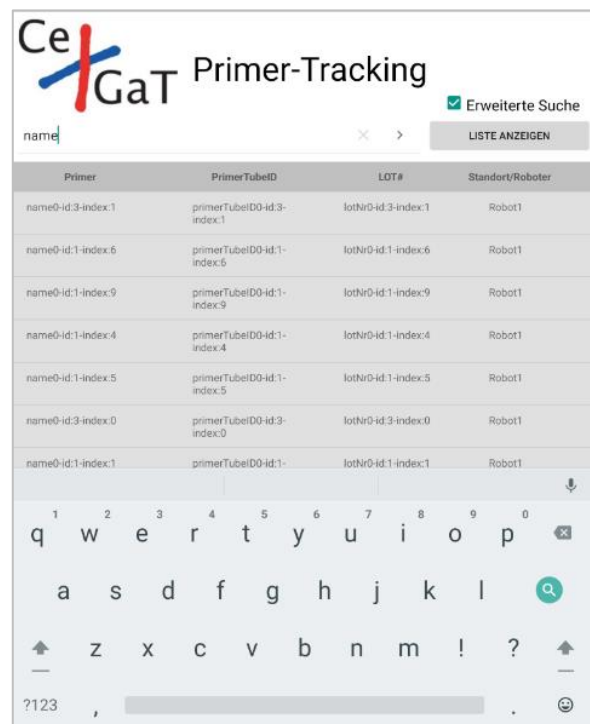 CeGaT Primer-Tracking
Erweiterte Suche
name
LISTE ANZEIGEN
Primer PrimerTubeID LOT# Standort/Roboter
name0-id:3-index:1 primerTubeID0-id:3-index:1 lotNr0-id:3-index:1 Robot1
name0-id:1-index:6 primerTubeID0-id:1-index:6 lotNr0-id:1-index:6 Robot1
name0-id:1-index:9 primerTubeID0-id:1-index:9 lotNr0-id:1-index:9 Robot1
name0-id:1-index:4 primerTubeID0-id:1-index:4 lotNr0-id:1-index:4 Robot1
name0-id:1-index:5 primerTubeID0-id:1-index:5 lotNr0-id:1-index:5 Robot1
name0-id:3-index:0 primerTubeID0-id:3-index:0 lotNr0-id:3-index:0 Robot1
name0-id:1-index:1 primerTubeID0-id:1- lotNr0-id:1-index:1 Robot1
1 2 3 4 5 6 7 8 9 0
q w e r t y u i o p
a s d f g h j k l
z x c v b n m ! ?
?123 , .